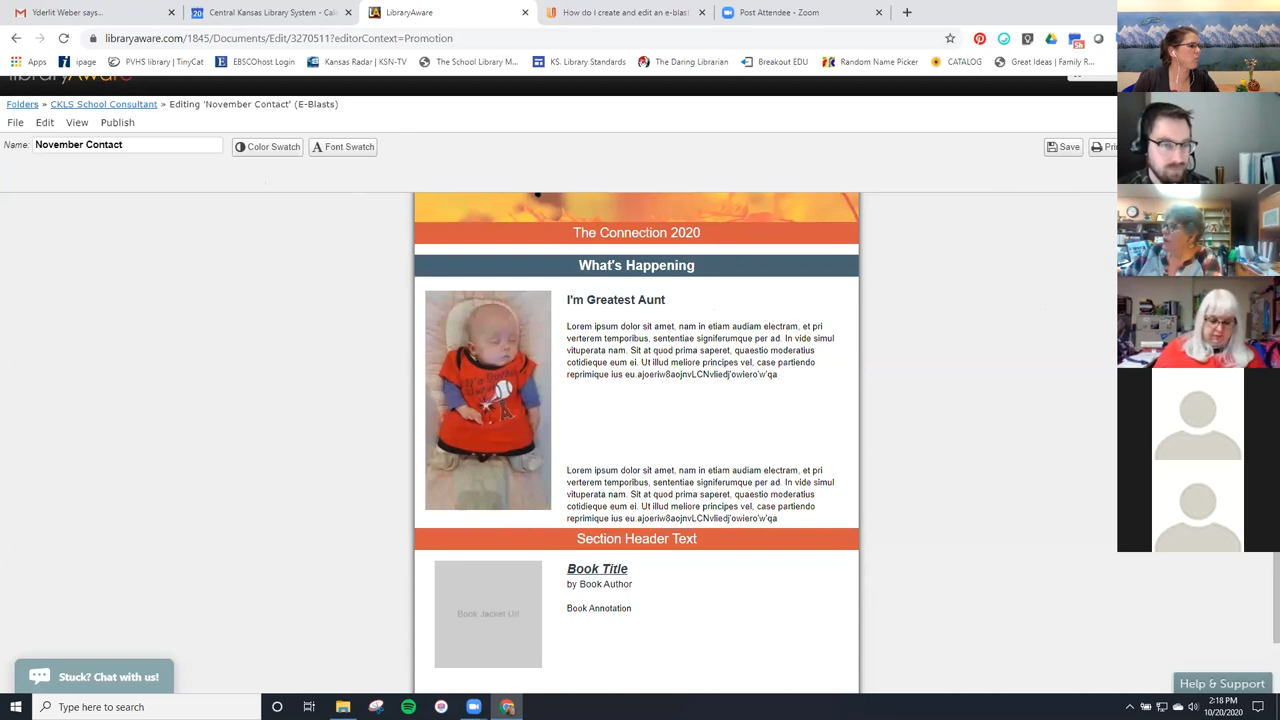 Yderlit Weber says...
Central Kansas Library System - Cale
LibraryAware
How do I create and edit an e-blast
Post Attendee - Zoom
libraryaware.com/1845/Documents/Edit/3270511?editorContext=Promotion
Apps ipage PVHS library | TinyCat EBSCOhost Login Kansas Radar | KSN-TV The School Library M... KS. Library Standards The Daring Librarian Breakout EDU Random Name Picker CATALOG Great Ideas | Family R...
LibraryAware
Folders » CKLS School Consultant » Editing 'November Contact' (E-Blasts)
File Edit View Publish
Name: November Contact Color Swatch Font Swatch Save Prin
The Connection 2020
What's Happening
I'm Greatest Aunt
Lorem ipsum dolor sit amet, nam in etiam audiam electram, et pri
verterem temporibus, sententiae signiferumque per ad. In vide simul
vituperata nam. Sit at quod prima saperet, quaestio moderatius
cotidieque eum ei. Ut illud meliore principes vel, case partiendo
reprimique ius eu.ajoeriw8aojnvLCNvliedj'owiero'w'qa
Lorem ipsum dolor sit amet, nam in etiam audiam electram, et pri
verterem temporibus, sententiae signiferumque per ad. In vide simul
vituperata nam. Sit at quod prima saperet, quaestio moderatius
cotidieque eum ei. Ut illud meliore principes vel, case partiendo
reprimique ius eu.ajoeriw8aojnvLCNvliedj'owiero'w'qa
Section Header Text
Book Jacket Url
Book Title
by Book Author
Book Annotation
Stuck? Chat with us!
Help & Support
Type here to search
2:18 PM
10/20/2020